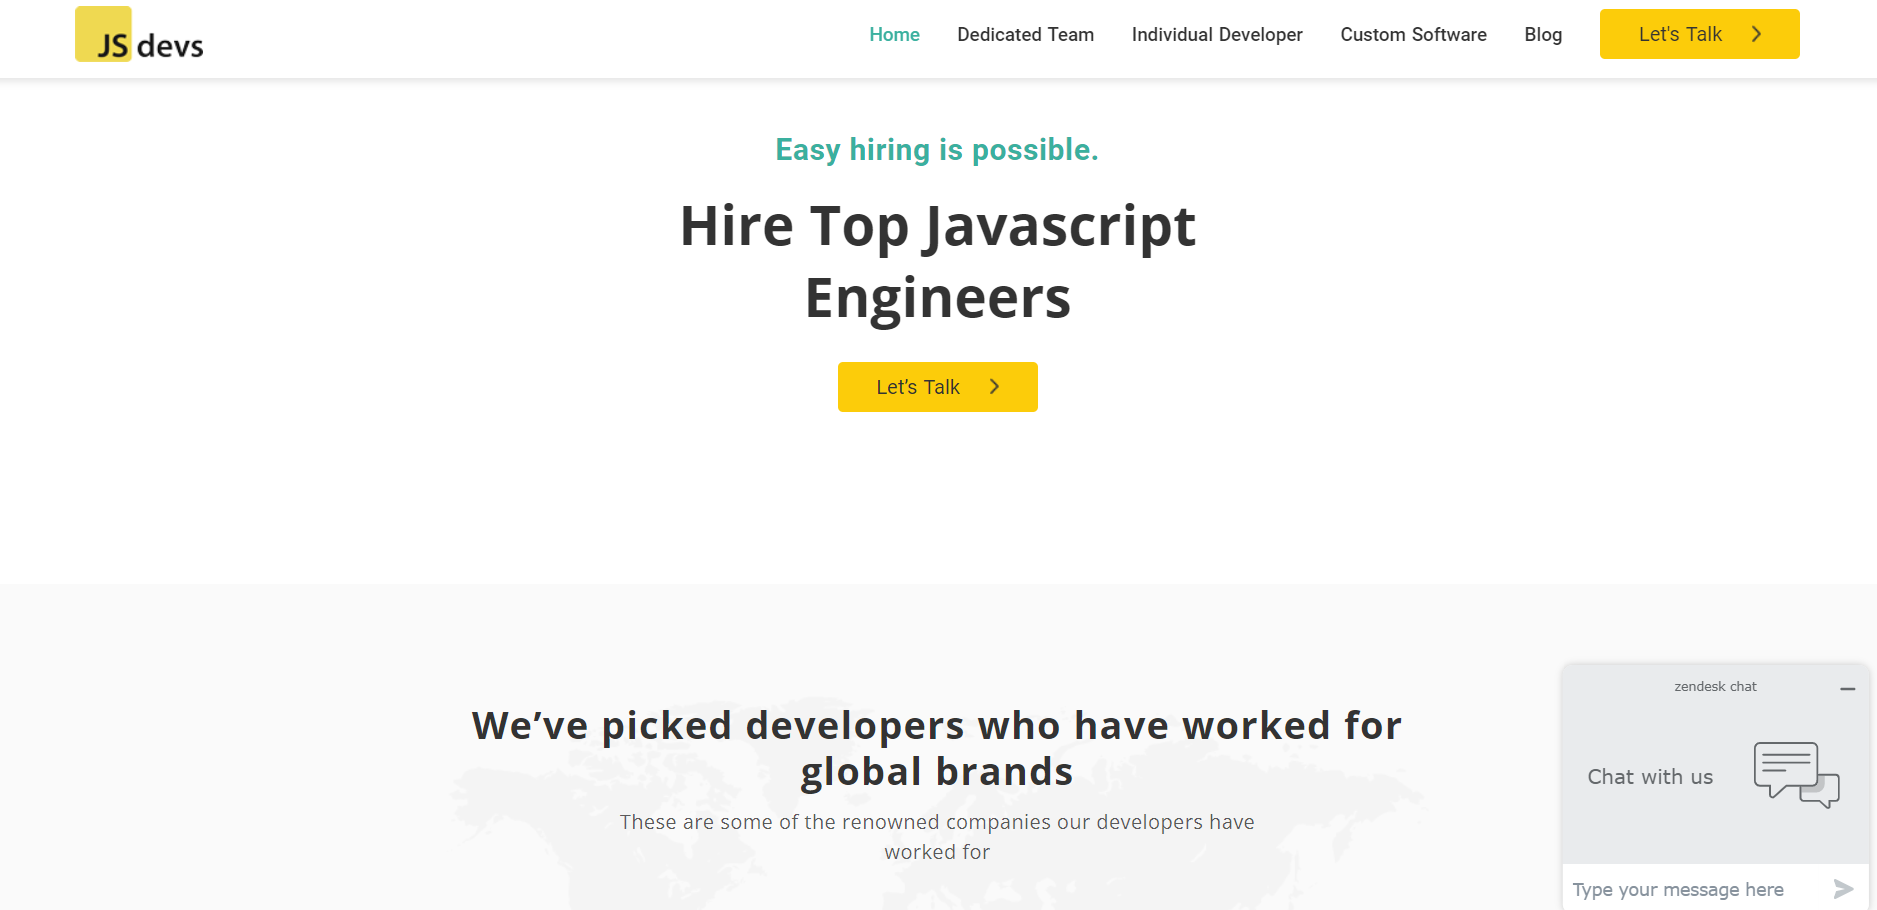 JS devs
Home
Dedicated Team
Individual Developer
Custom Software
Blog
Let's Talk
Easy hiring is possible.
Hire Top Javascript
Engineers
Let’s Talk
We’ve picked developers who have worked for
global brands
These are some of the renowned companies our developers have
worked for
zendesk chat
Chat with us
Type your message here